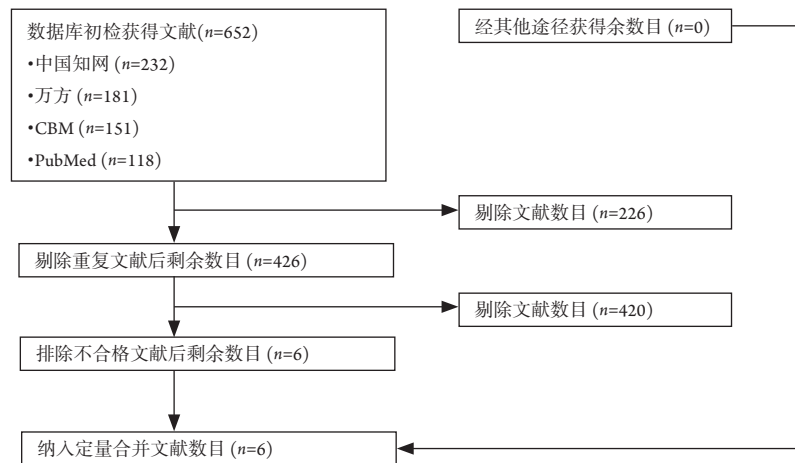 数据库初检获得文献(n=652)
•中国知网 (n=232)
•万方 (n=181)
•CBM (n=151)
•PubMed (n=118)
经其他途径获得余数目 (n=0)
剔除文献数目 (n=226)
剔除重复文献后剩余数目 (n=426)
剔除文献数目 (n=420)
排除不合格文献后剩余数目 (n=6)
纳入定量合并文献数目 (n=6)